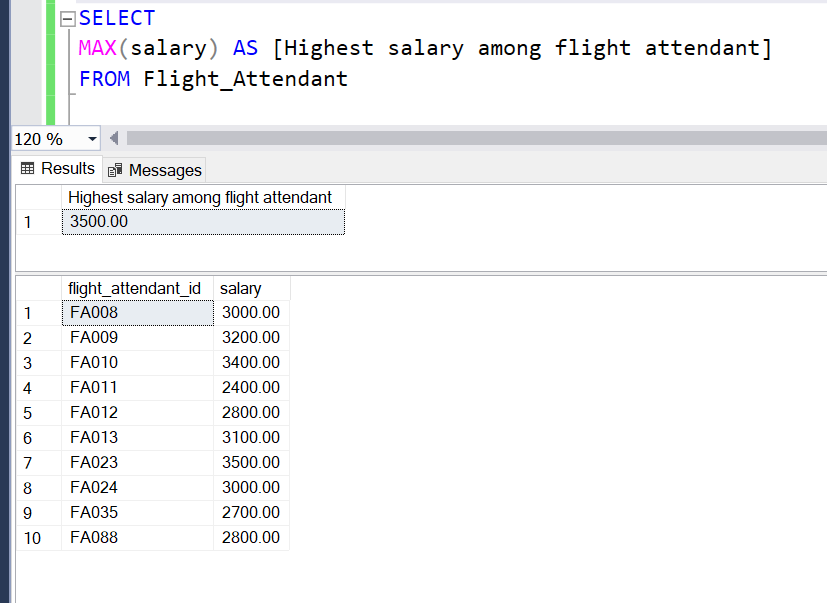 SELECT
MAX(salary) AS [Highest salary among flight attendant]
FROM Flight_Attendant
120 %
Results Messages
Highest salary among flight attendant
1 3500.00
flight_attendant_id salary
1 FA008 3000.00
2 FA009 3200.00
3 FA010 3400.00
4 FA011 2400.00
5 FA012 2800.00
6 FA013 3100.00
7 FA023 3500.00
8 FA024 3000.00
9 FA035 2700.00
10 FA088 2800.00